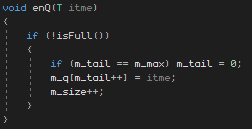 void enQ(T itme)
{
if (!isFull())
{
if (m_tail == m_max) m_tail = 0;
m_q[m_tail++] = itme;
m_size++;
}
}